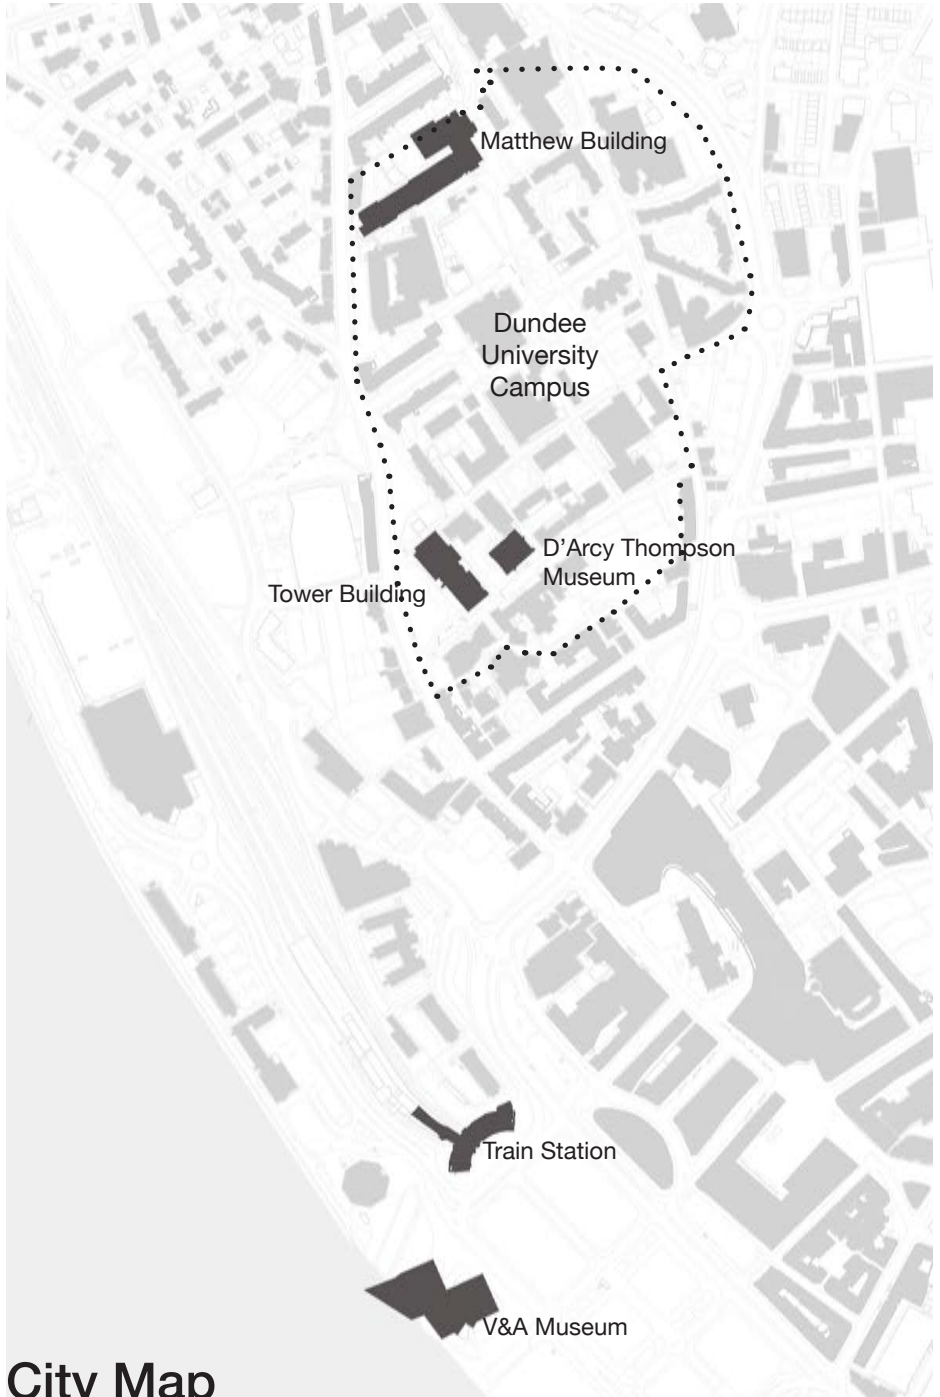 Matthew Building
Dundee
University
Campus
D’Arcy Thompson
Museum
Tower Building
Train Station
V&A Museum
City Map